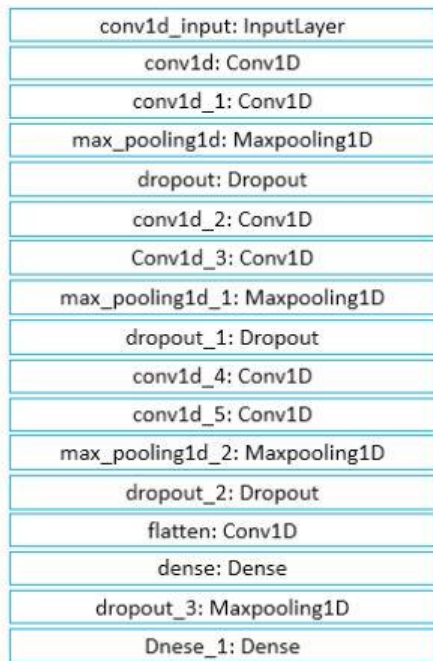 conv1d_input: InputLayer
conv1d: Conv1D
conv1d_1: Conv1D
max_pooling1d: Maxpooling1D
dropout: Dropout
conv1d_2: Conv1D
Conv1d_3: Conv1D
max_pooling1d_1: Maxpooling1D
dropout_1: Dropout
conv1d_4: Conv1D
conv1d_5: Conv1D
max_pooling1d_2: Maxpooling1D
dropout_2: Dropout
flatten: Conv1D
dense: Dense
dropout_3: Maxpooling1D
Dnese_1: Dense